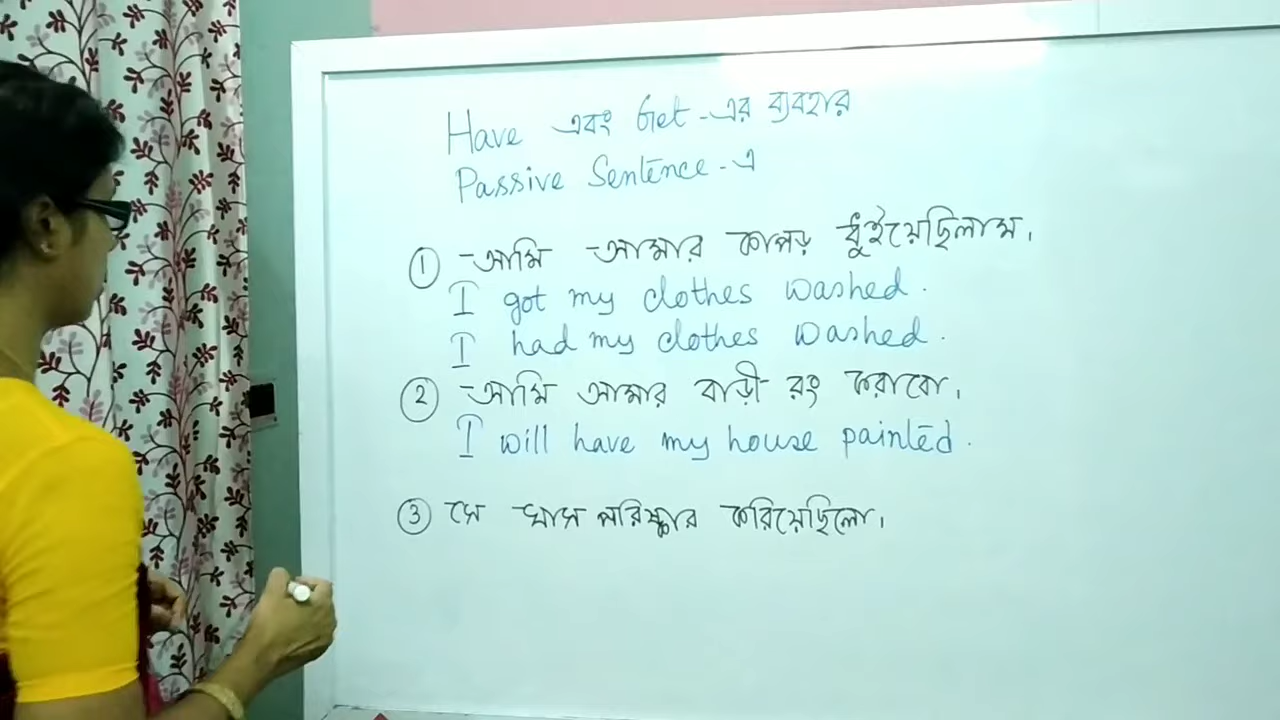 Have এবং Get-এর ব্যবহার
Passive Sentence-এ
① আমি আমার কাপড় ধুইয়েছিলাম।
I got my clothes washed.
I had my clothes washed.
② আমি আমার বাড়ী রং করাবো।
I will have my house painted.
③ সে ঘাস পরিষ্কার করিয়েছিলো।